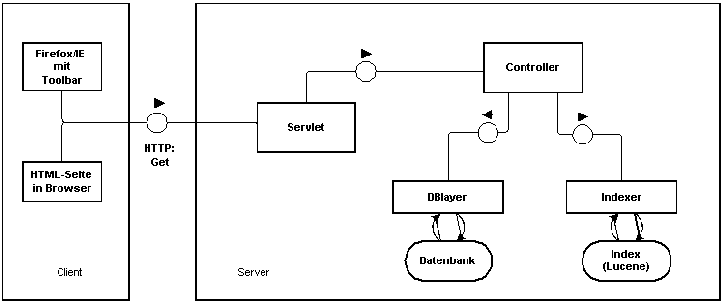 Firefox/IE
mit
Toolbar
HTML-Seite
in Browser
Client
HTTP:
Get
Servlet
Controller
DBlayer
Indexer
Datenbank
Index
(Lucene)
Server